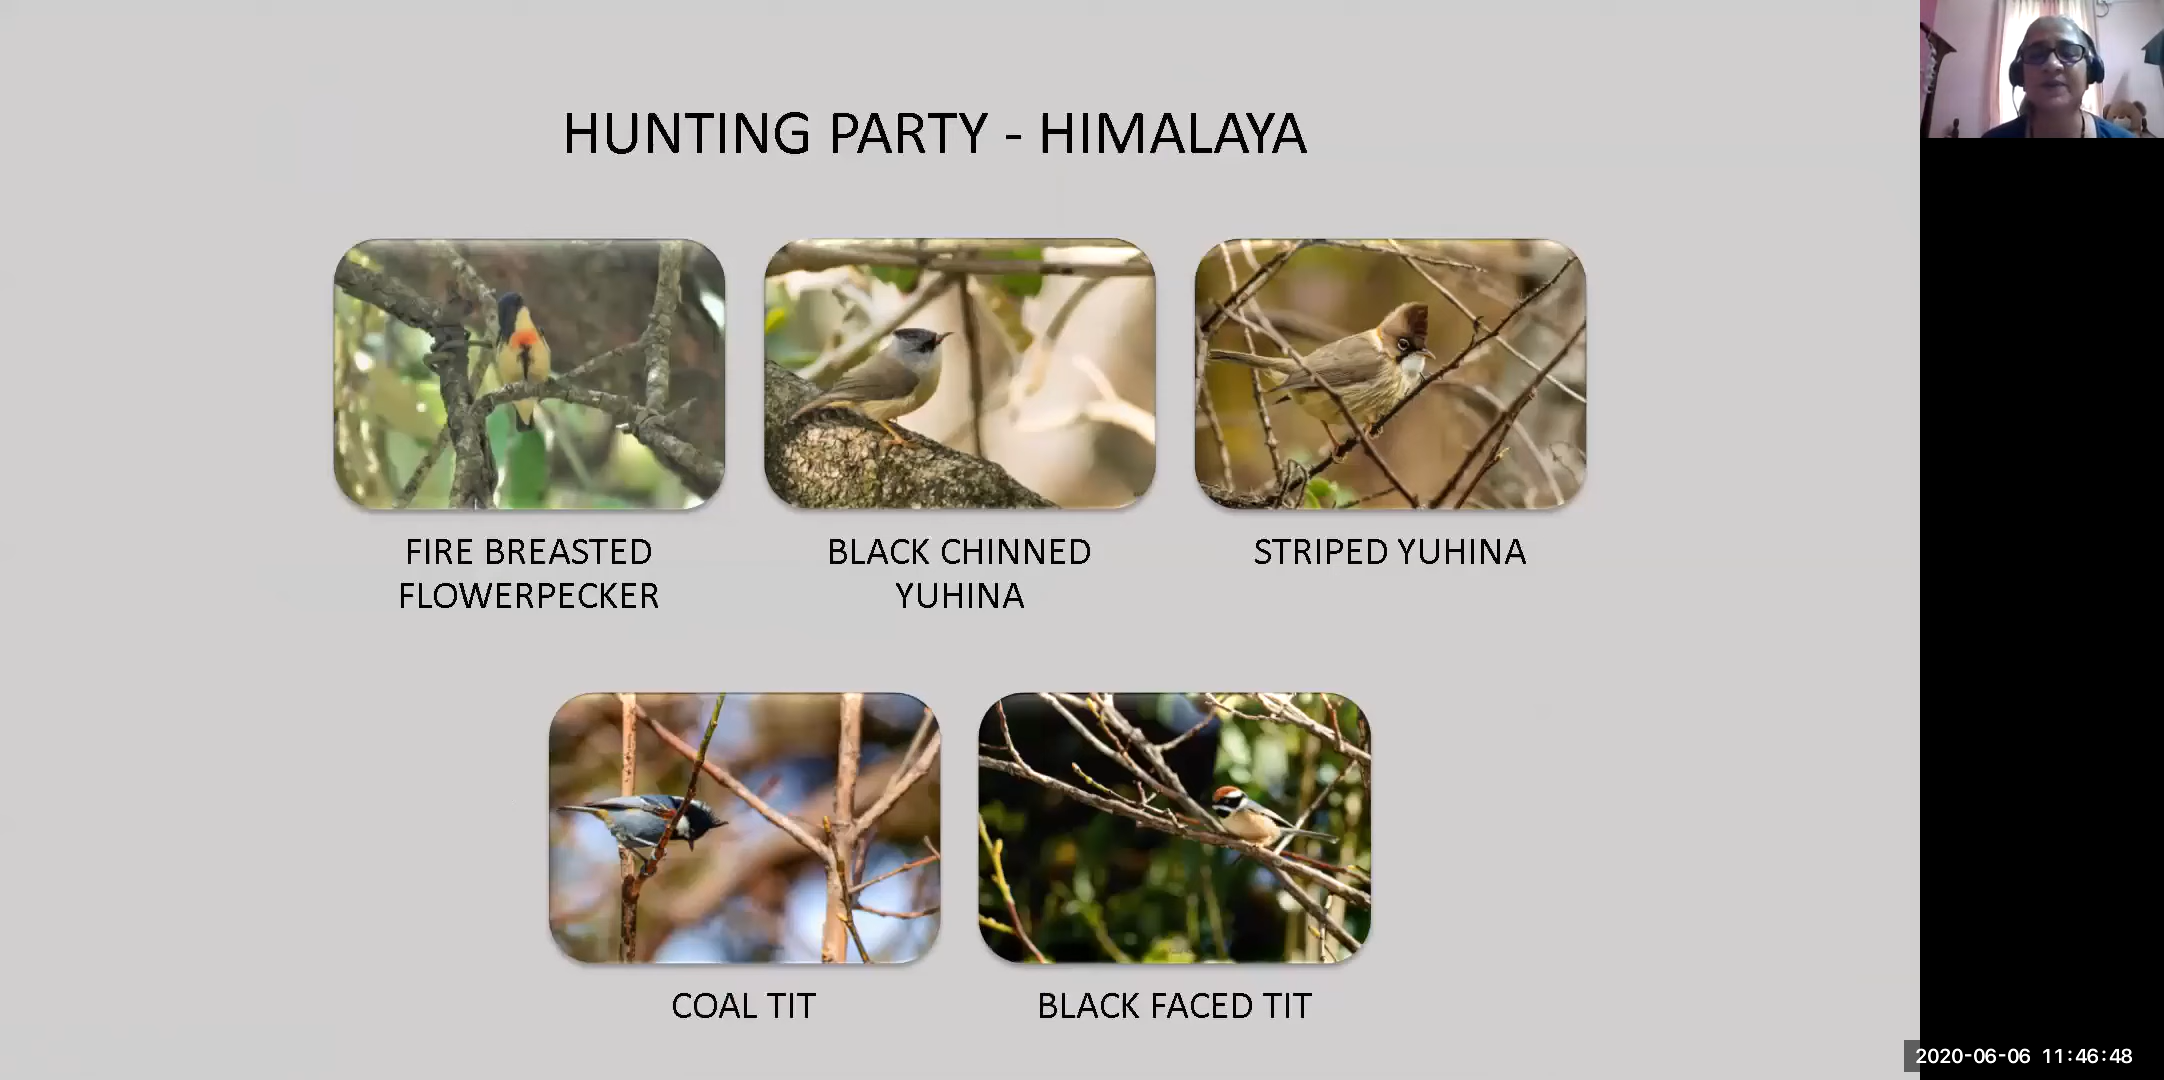 HUNTING PARTY - HIMALAYA
FIRE BREASTED
FLOWERPECKER
BLACK CHINNED
YUHINA
STRIPED YUHINA
COAL TIT
BLACK FACED TIT
2020-06-06 11:46:48